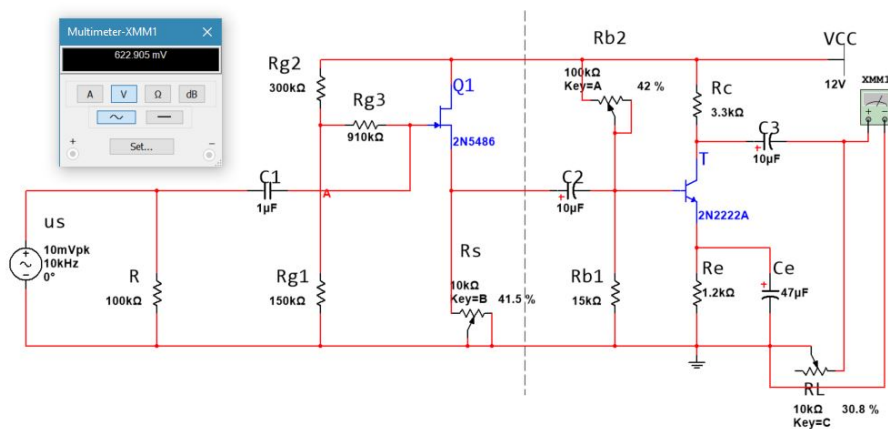 Multimeter-XMM1
622.905 mV
A
V
Ω
dB
+
Set...
-
us
10mVpk
10kHz
0°
R
100kΩ
C1
1μF
Rg2
300kΩ
Rg3
910kΩ
A
Rg1
150kΩ
Q1
2N5486
Rs
10kΩ
Key=B
41.5 %
C2
10μF
Rb2
100kΩ
Key=A
42 %
Rb1
15kΩ
T
2N2222A
Rc
3.3kΩ
Re
1.2kΩ
Ce
47μF
C3
10μF
VCC
12V
XMM1
RL
10kΩ
Key=C
30.8 %